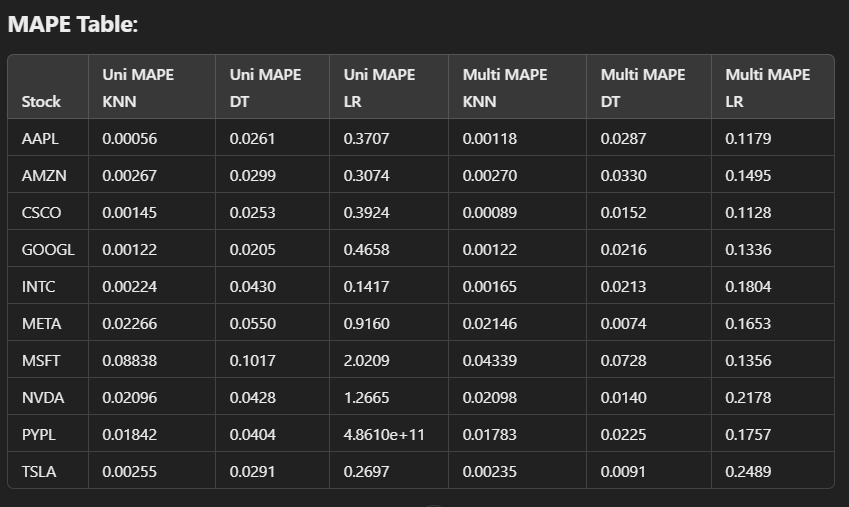 MAPE Table:
Stock Uni MAPE KNN Uni MAPE DT Uni MAPE LR Multi MAPE KNN Multi MAPE DT Multi MAPE LR
AAPL 0.00056 0.0261 0.3707 0.00118 0.0287 0.1179
AMZN 0.00267 0.0299 0.3074 0.00270 0.0330 0.1495
CSCO 0.00145 0.0253 0.3924 0.00089 0.0152 0.1128
GOOGL 0.00122 0.0205 0.4658 0.00122 0.0216 0.1336
INTC 0.00224 0.0430 0.1417 0.00165 0.0213 0.1804
META 0.02266 0.0550 0.9160 0.02146 0.0074 0.1653
MSFT 0.08838 0.1017 2.0209 0.04339 0.0728 0.1356
NVDA 0.02096 0.0428 1.2665 0.02098 0.0140 0.2178
PYPL 0.01842 0.0404 4.8610e+11 0.01783 0.0225 0.1757
TSLA 0.00255 0.0291 0.2697 0.00235 0.0091 0.2489